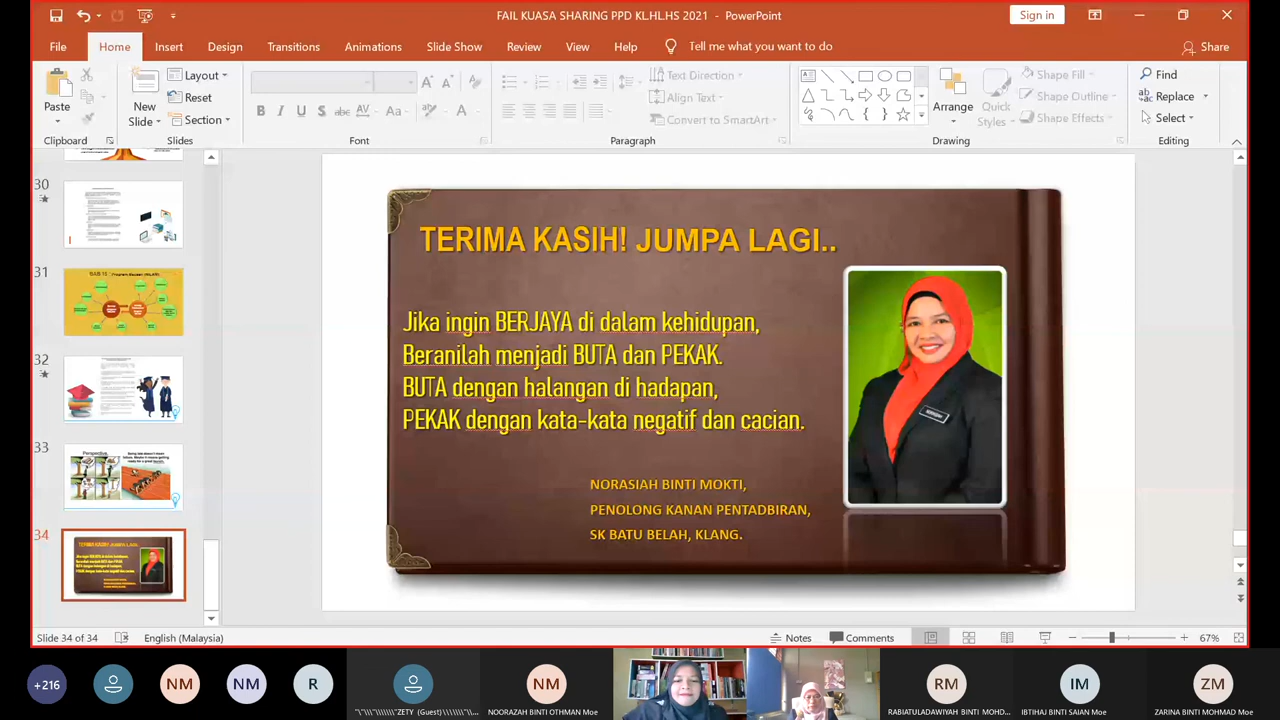 FAIL KUASA SHARING PPD KL.HL.HS 2021 - PowerPoint
Sign in
File Home Insert Design Transitions Animations Slide Show Review View Help Tell me what you want to do Share
Paste
Clipboard
New Slide
Layout
Reset
Section
Slides
Font
Text Direction
Align Text
Convert to SmartArt
Paragraph
Arrange
Quick Styles
Shape Fill
Shape Outline
Shape Effects
Drawing
Find
Replace
Select
Editing
30
31
32
33
Perspective.
34
TERIMA KASIH! JUMPA LAGI..
Jika ingin BERJAYA di dalam kehidupan,
Beranilah menjadi BUTA dan PEKAK.
BUTA dengan halangan di hadapan,
PEKAK dengan kata-kata negatif dan cacian.
NORASIAH BINTI MOKTI,
PENOLONG KANAN PENTADBIRAN,
SK BATU BELAH, KLANG.
Slide 34 of 34 English (Malaysia) Notes Comments 67%
+216
NM
NM
R
"\"\\"\\\\\\"ZETY (Guest)\\\\\\"\\...
NM
NOORAZAH BINTI OTHMAN Moe
RM
RABIATULADAWIYAH BINTI MOHD...
IM
IBTIHAJ BINTI SAIAN Moe
ZM
ZARINA BINTI MOHMAD Moe